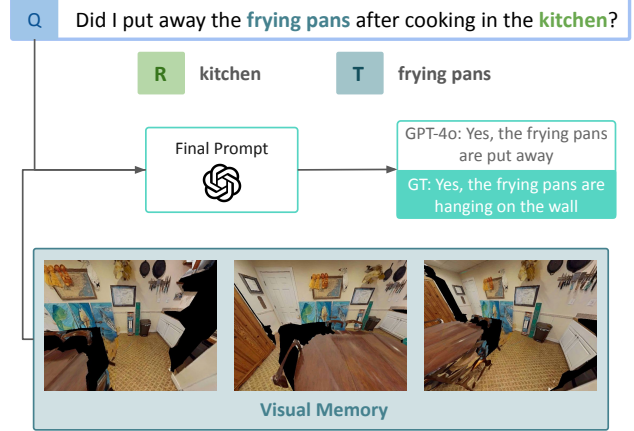 Q
Did I put away the frying pans after cooking in the kitchen?
R
kitchen
T
frying pans
Final Prompt
GPT-4o: Yes, the frying pans
are put away
GT: Yes, the frying pans are
hanging on the wall
Visual Memory